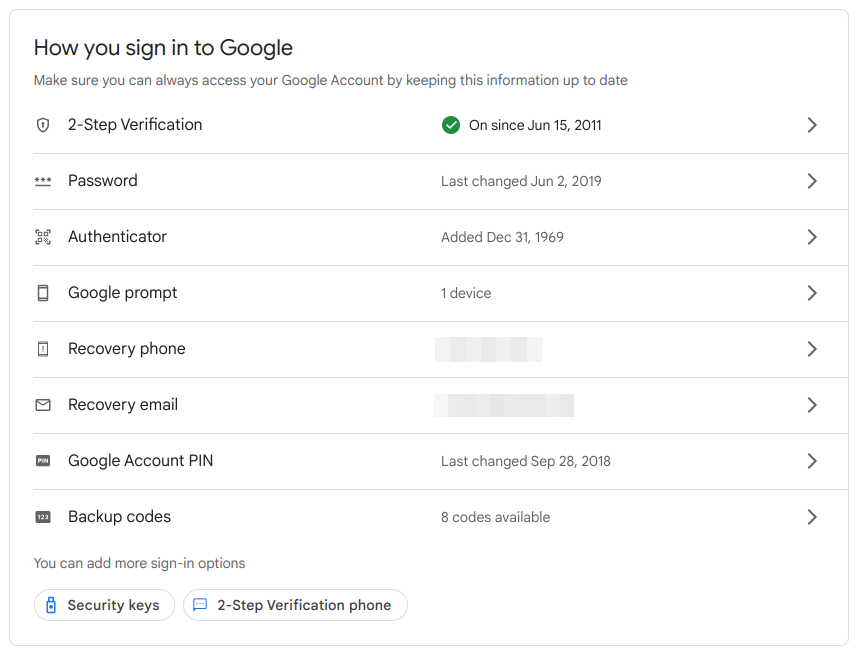 How you sign in to Google
Make sure you can always access your Google Account by keeping this information up to date
2-Step Verification On since Jun 15, 2011
*** Password Last changed Jun 2, 2019
Authenticator Added Dec 31, 1969
Google prompt 1 device
Recovery phone
Recovery email
PIN Google Account PIN Last changed Sep 28, 2018
123 Backup codes 8 codes available
You can add more sign-in options
Security keys 2-Step Verification phone